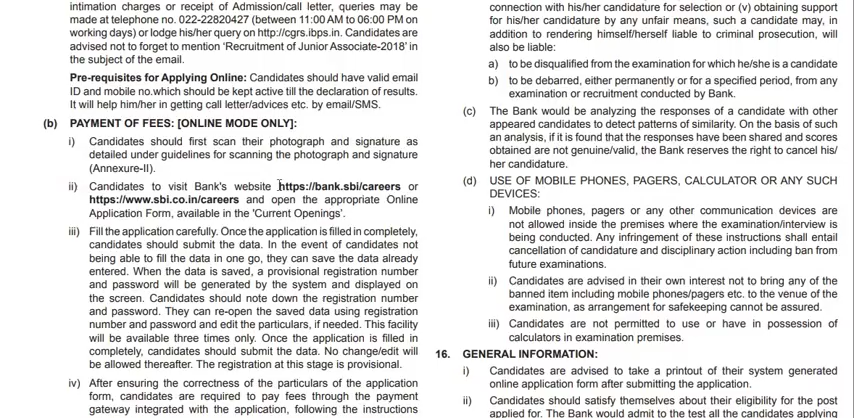 intimation charges or receipt of Admission/call letter, queries may be
made at telephone no. 022-22820427 (between 11:00 AM to 06:00 PM on
working days) or lodge his/her query on http://cgrs.ibps.in. Candidates are
advised not to forget to mention 'Recruitment of Junior Associate-2018' in
the subject of the email.
Pre-requisites for Applying Online: Candidates should have valid email
ID and mobile no.which should be kept active till the declaration of results.
It will help him/her in getting call letter/advices etc. by email/SMS.
(b) PAYMENT OF FEES: [ONLINE MODE ONLY]:
i) Candidates should first scan their photograph and signature as
detailed under guidelines for scanning the photograph and signature
(Annexure-II).
ii) Candidates to visit Bank's website https://bank.sbi/careers or
https://www.sbi.co.in/careers and open the appropriate Online
Application Form, available in the 'Current Openings'.
iii) Fill the application carefully. Once the application is filled in completely,
candidates should submit the data. In the event of candidates not
being able to fill the data in one go, they can save the data already
entered. When the data is saved, a provisional registration number
and password will be generated by the system and displayed on
the screen. Candidates should note down the registration number
and password. They can re-open the saved data using registration
number and password and edit the particulars, if needed. This facility
will be available three times only. Once the application is filled in
completely, candidates should submit the data. No change/edit will
be allowed thereafter. The registration at this stage is provisional.
iv) After ensuring the correctness of the particulars of the application
form, candidates are required to pay fees through the payment
gateway integrated with the application, following the instructions
connection with his/her candidature for selection or (v) obtaining support
for his/her candidature by any unfair means, such a candidate may, in
addition to rendering himself/herself liable to criminal prosecution, will
also be liable:
a) to be disqualified from the examination for which he/she is a candidate
b) to be debarred, either permanently or for a specified period, from any
examination or recruitment conducted by Bank.
(c) The Bank would be analyzing the responses of a candidate with other
appeared candidates to detect patterns of similarity. On the basis of such
an analysis, if it is found that the responses have been shared and scores
obtained are not genuine/valid, the Bank reserves the right to cancel his/
her candidature.
(d) USE OF MOBILE PHONES, PAGERS, CALCULATOR OR ANY SUCH
DEVICES:
i) Mobile phones, pagers or any other communication devices are
not allowed inside the premises where the examination/interview is
being conducted. Any infringement of these instructions shall entail
cancellation of candidature and disciplinary action including ban from
future examinations.
ii) Candidates are advised in their own interest not to bring any of the
banned item including mobile phones/pagers etc. to the venue of the
examination, as arrangement for safekeeping cannot be assured.
iii) Candidates are not permitted to use or have in possession of
calculators in examination premises.
16. GENERAL INFORMATION:
i) Candidates are advised to take a printout of their system generated
online application form after submitting the application.
ii) Candidates should satisfy themselves about their eligibility for the post
applied for. The Bank would admit to the test all the candidates applying